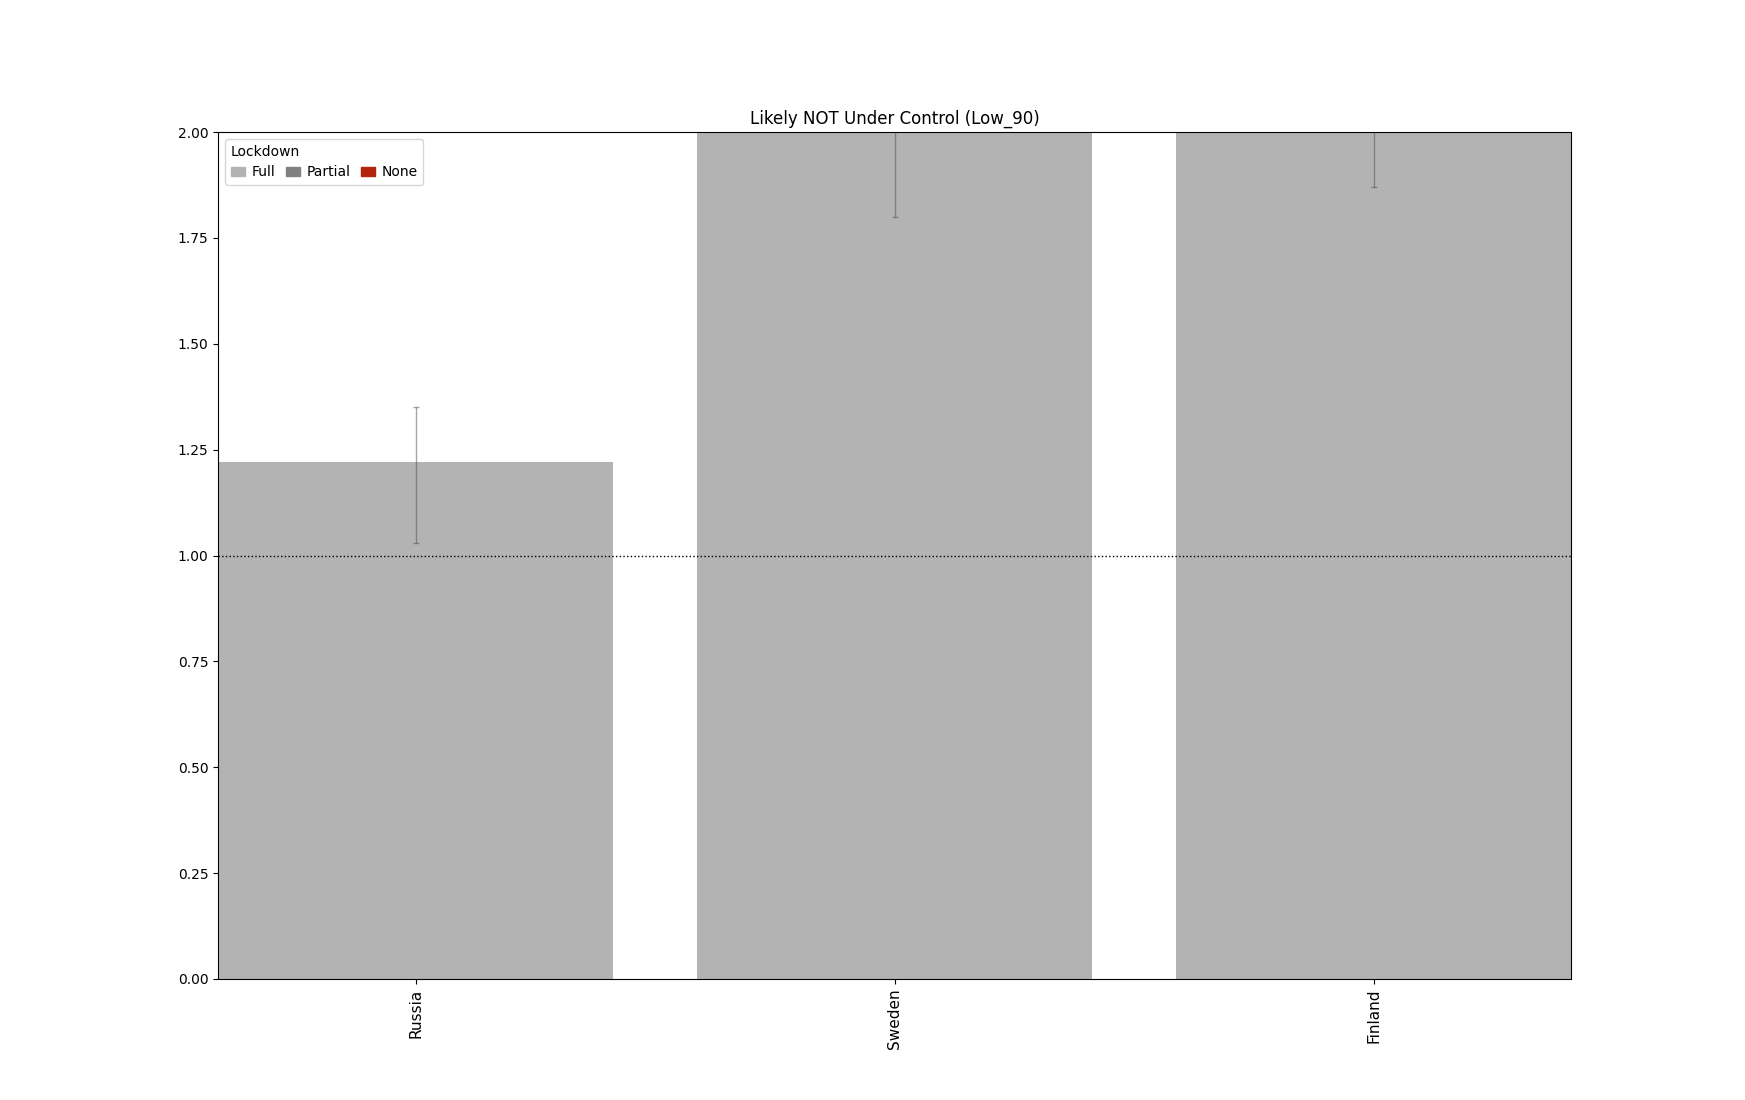 Likely NOT Under Control (Low_90)
Lockdown
Full Partial None
2.00
1.75
1.50
1.25
1.00
0.75
0.50
0.25
0.00
Russia
Sweden
Finland